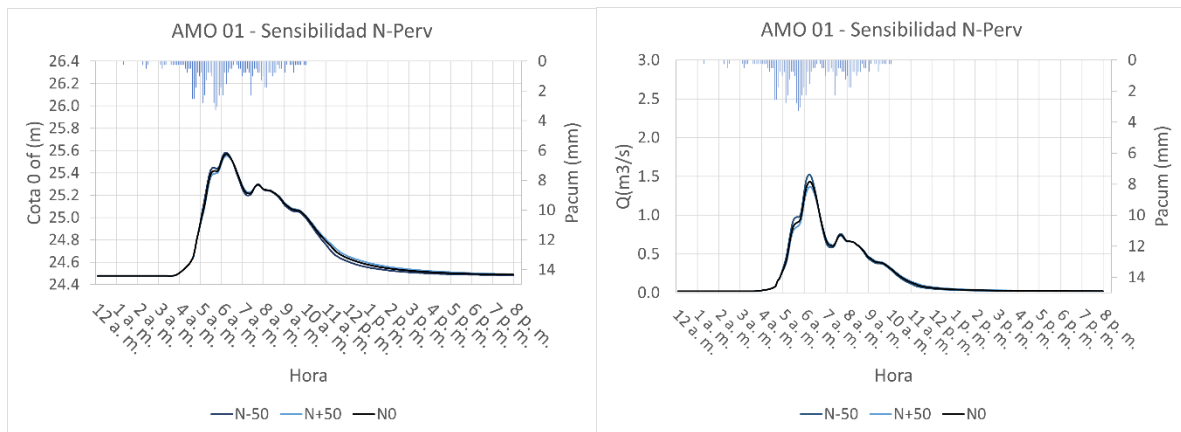 AMO 01 - Sensibilidad N-Perv
26.4
26.2
26.0
25.8
25.6
25.4
25.2
25.0
24.8
24.6
24.4
Cota 0 of (m)
0
2
4
6
8
10
12
14
Pacum (mm)
12 a. m.
1 a. m.
2 a. m.
3 a. m.
4 a. m.
5 a. m.
6 a. m.
7 a. m.
8 a. m.
9 a. m.
10 a. m.
11 a. m.
12 p. m.
1 p. m.
2 p. m.
3 p. m.
4 p. m.
5 p. m.
6 p. m.
7 p. m.
8 p. m.
Hora
N-50 N+50 N0
AMO 01 - Sensibilidad N-Perv
3.0
2.5
2.0
1.5
1.0
0.5
0.0
Q(m3/s)
0
2
4
6
8
10
12
14
Pacum (mm)
12 a. m.
1 a. m.
2 a. m.
3 a. m.
4 a. m.
5 a. m.
6 a. m.
7 a. m.
8 a. m.
9 a. m.
10 a. m.
11 a. m.
12 p. m.
1 p. m.
2 p. m.
3 p. m.
4 p. m.
5 p. m.
6 p. m.
7 p. m.
8 p. m.
Hora
N-50 N+50 N0